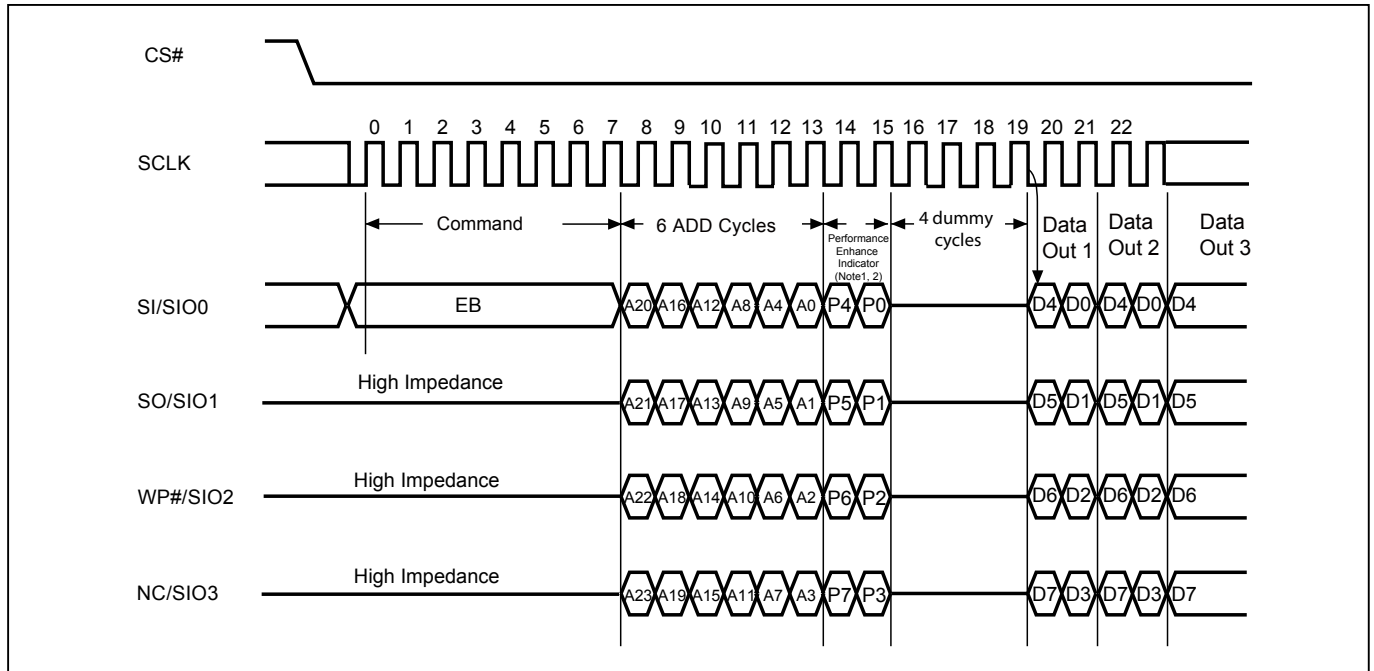 CS#
0 1 2 3 4 5 6 7 8 9 10 11 12 13 14 15 16 17 18 19 20 21 22
SCLK
Command
6 ADD Cycles
Performance
Enhance
Indicator
(Note1, 2)
4 dummy
cycles
Data
Out 1
Data
Out 2
Data
Out 3
SI/SIO0
EB
A20 A16 A12 A8 A4 A0 P4 P0 D4 D0 D4 D0 D4
High Impedance
SO/SIO1
A21 A17 A13 A9 A5 A1 P5 P1 D5 D1 D5 D1 D5
High Impedance
WP#/SIO2
A22 A18 A14 A10 A6 A2 P6 P2 D6 D2 D6 D2 D6
High Impedance
NC/SIO3
A23 A19 A15 A11 A7 A3 P7 P3 D7 D3 D7 D3 D7